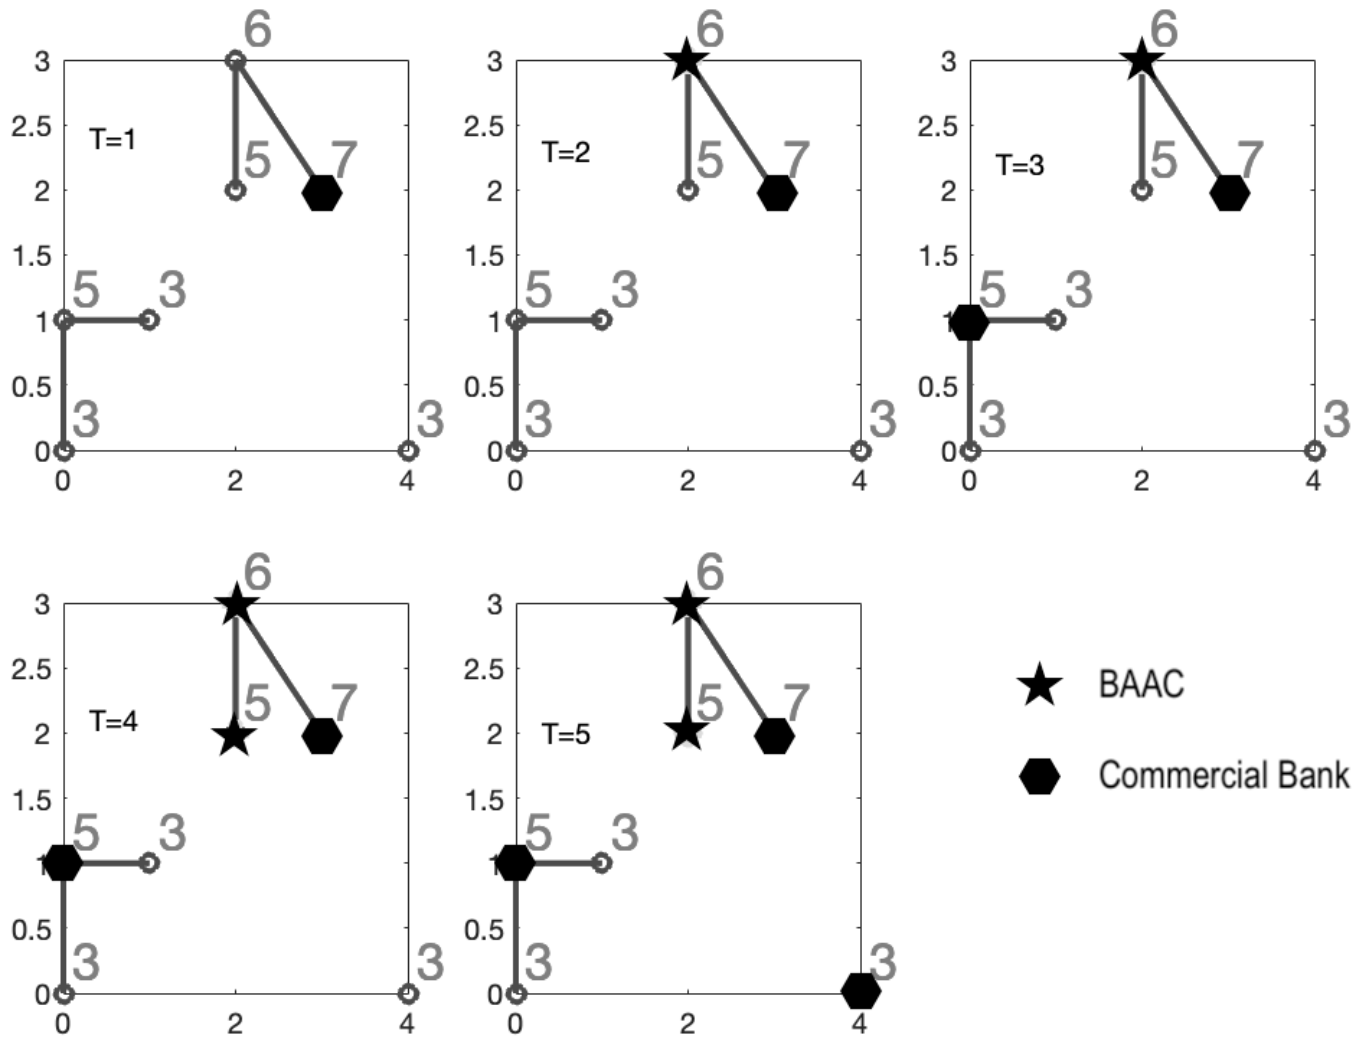 6 6 6
3 3 3
2.5 T=1 2.5 T=2 2.5 T=3
5 7 5 7 5 7
2 2 2
1.5 1.5 1.5
5 3 5 3 5 3
1 1 1
0.5 0.5 0.5
3 3 3 3 3 3
0 0 0
0 2 4 0 2 4 0 2 4
6 6
3 3
2.5 2.5
5 7 5 7
T=4 T=5
2 2
1.5 1.5
5 3 5 3
1 1
0.5 0.5
3 3 3 3
0 0
0 2 4 0 2 4
BAAC
Commercial Bank